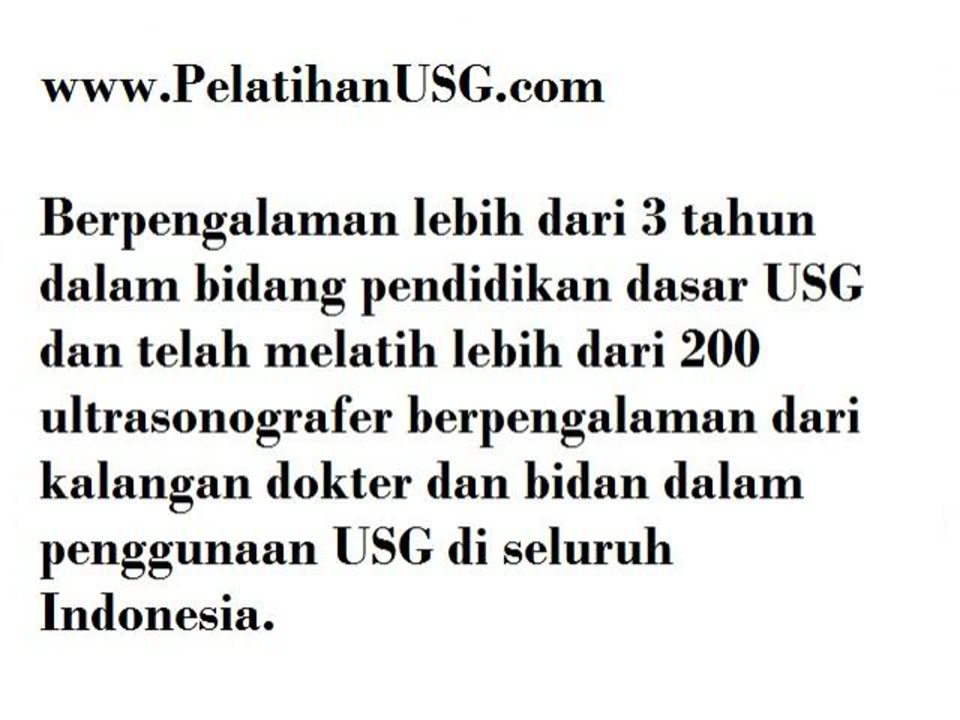 www.PelatihanUSG.com
Berpengalaman lebih dari 3 tahun
dalam bidang pendidikan dasar USG
dan telah melatih lebih dari 200
ultrasonografer berpengalaman dari
kalangan dokter dan bidan dalam
penggunaan USG di seluruh
Indonesia.